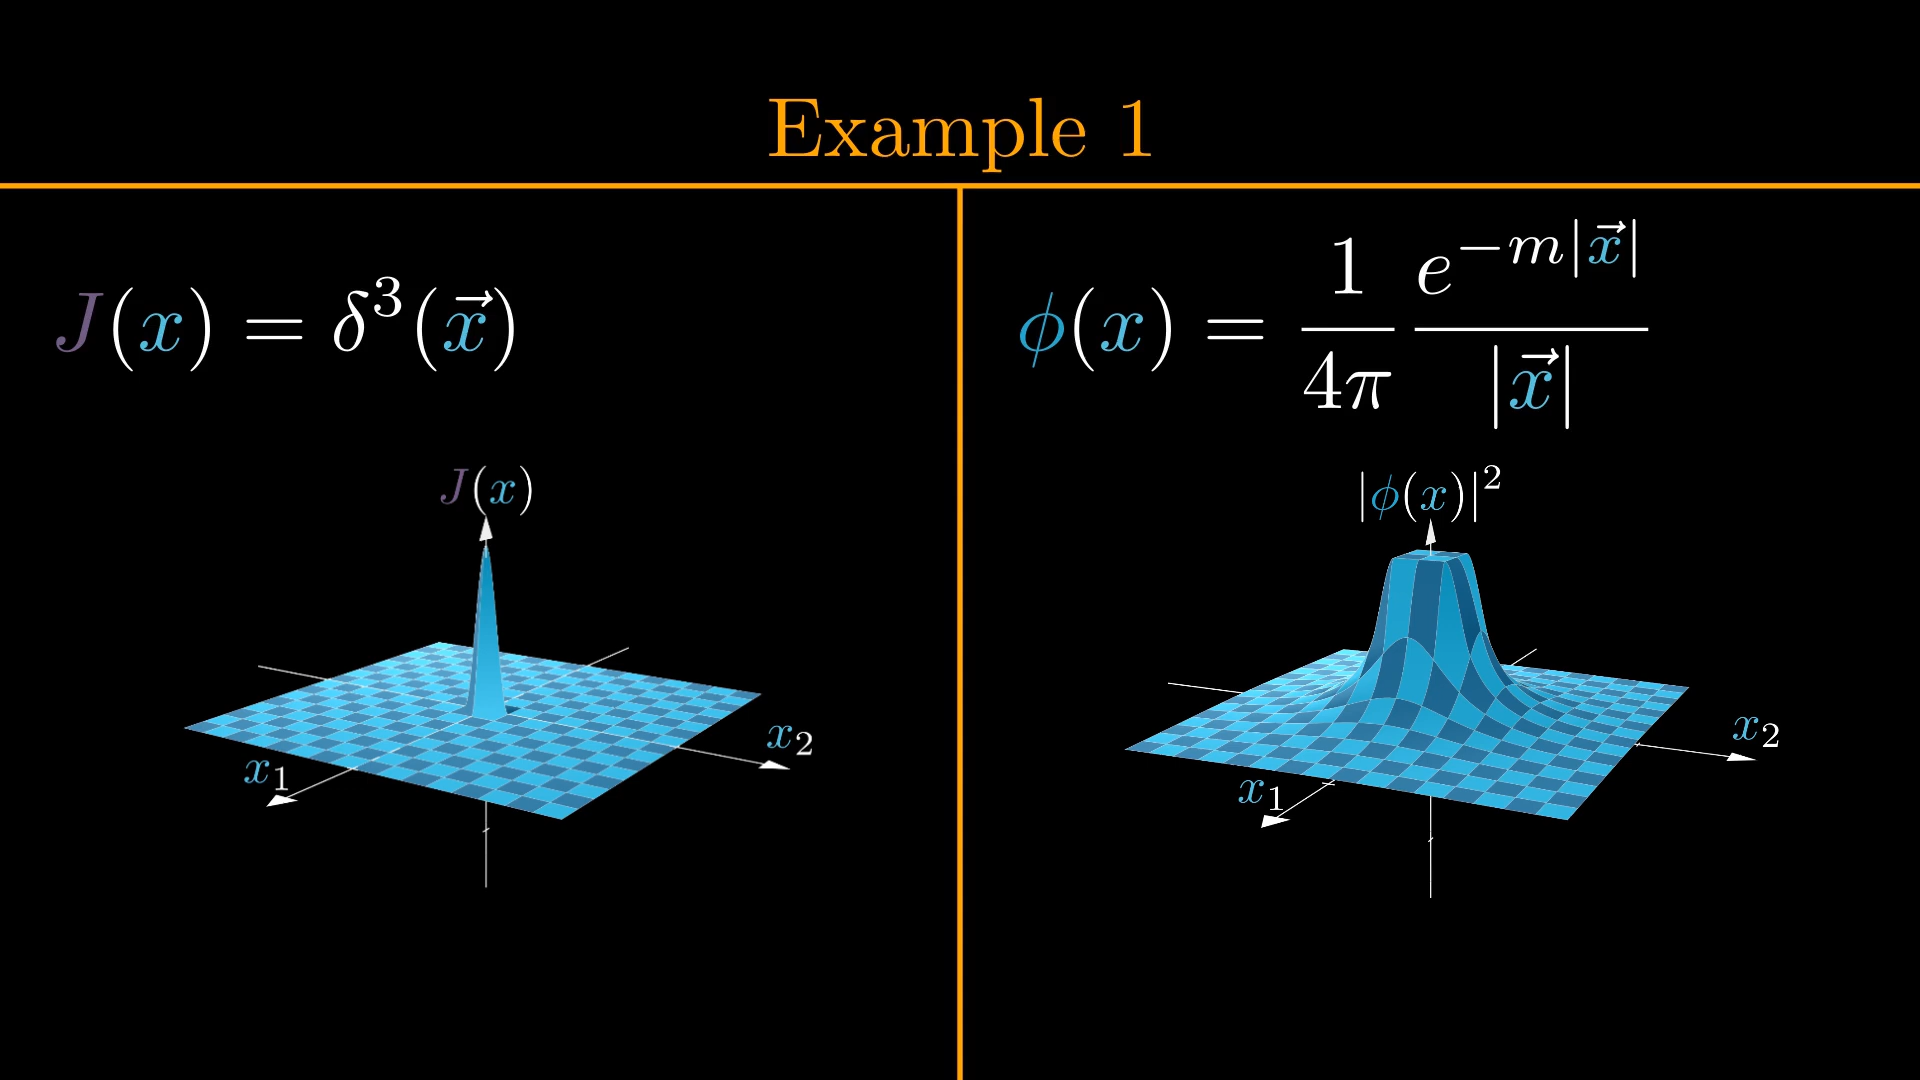 Example 1
J(x) = δ³(x⃗)
ϕ(x) = 1/4π e^{−m|x⃗|}/|x⃗|
J(x)
x₁
x₂
|ϕ(x)|²
x₁
x₂